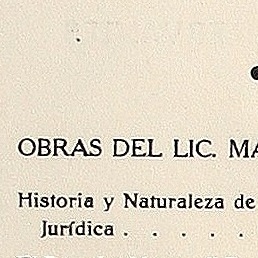 OBRAS DEL LIC. MA
Historia y Naturaleza de
Jurídica . . . . .